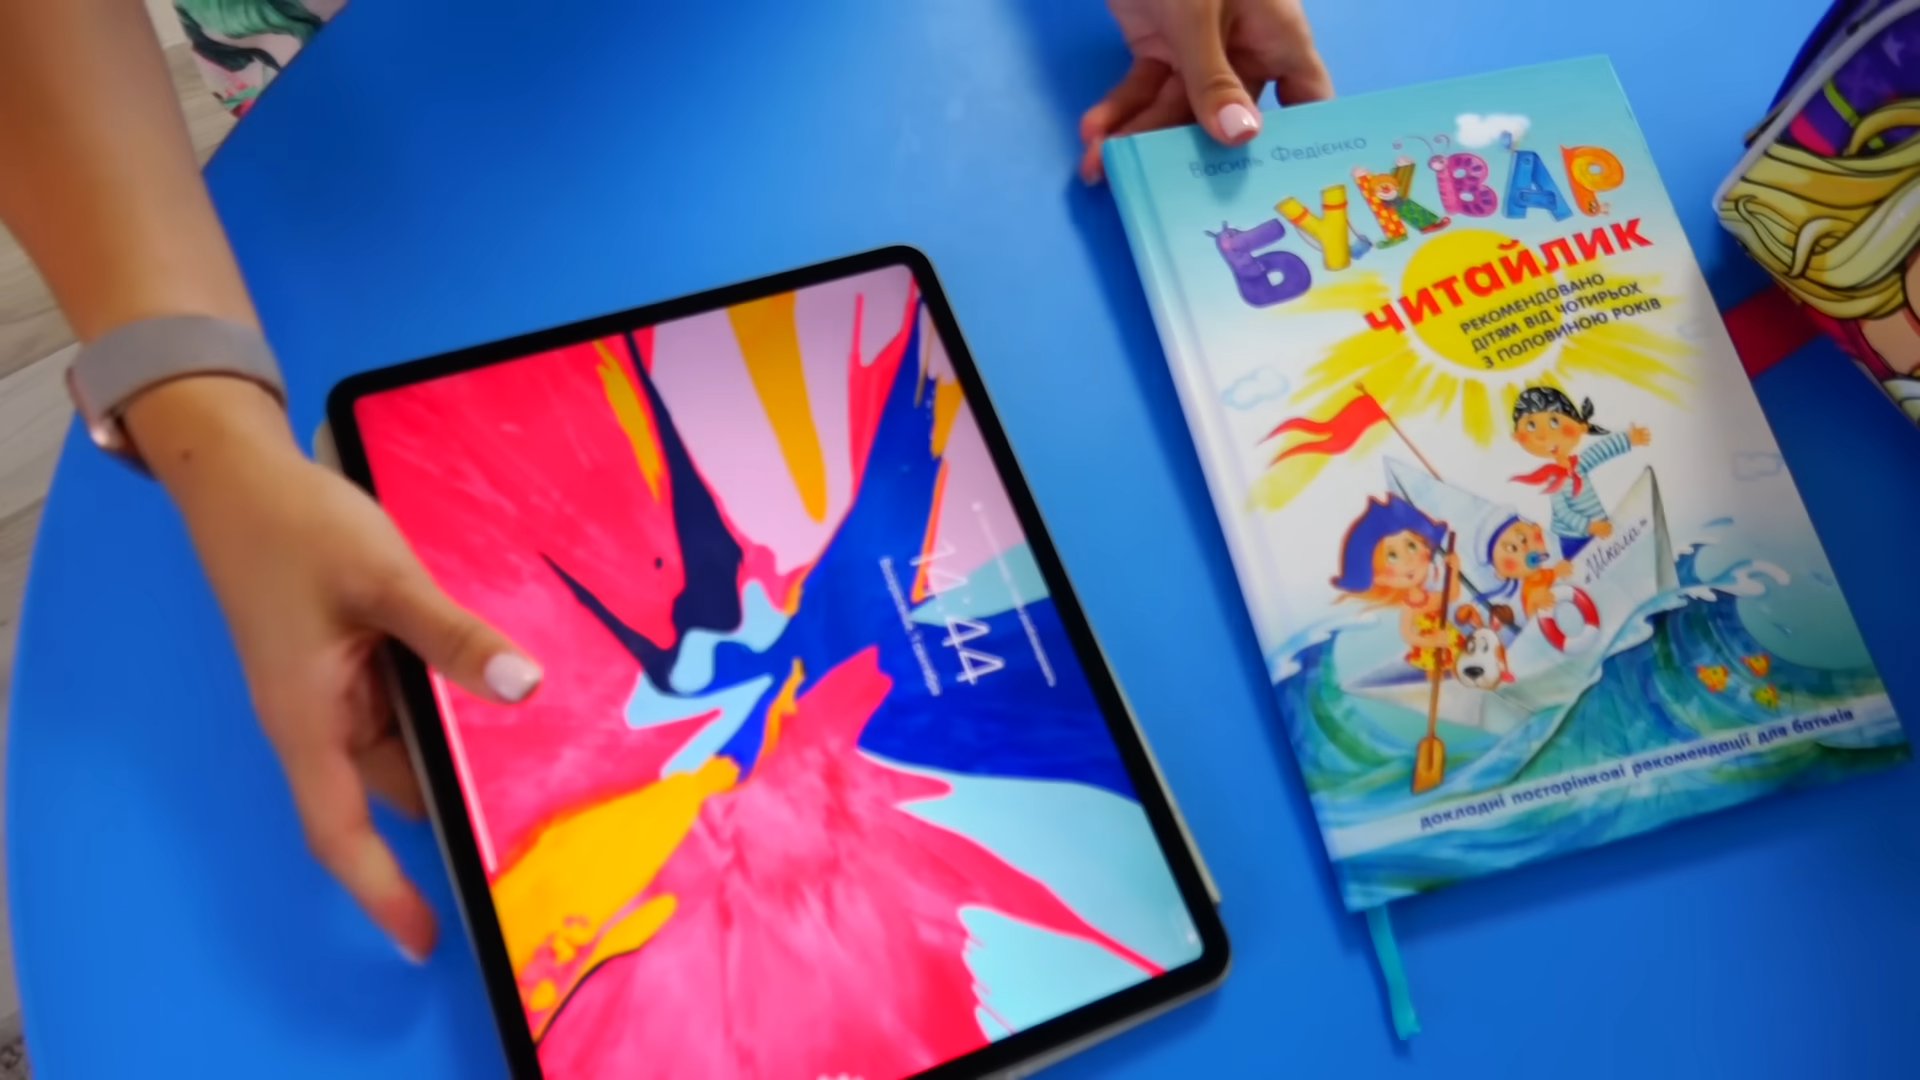 14:44
Василь Федієнко
БУКВАР
читайлик
РЕКОМЕНДОВАНО
ДІТЯМ ВІД ЧОТИРЬОХ
З ПОЛОВИНОЮ РОКІВ
«Школа»
докладні посторінкові рекомендації для батьків